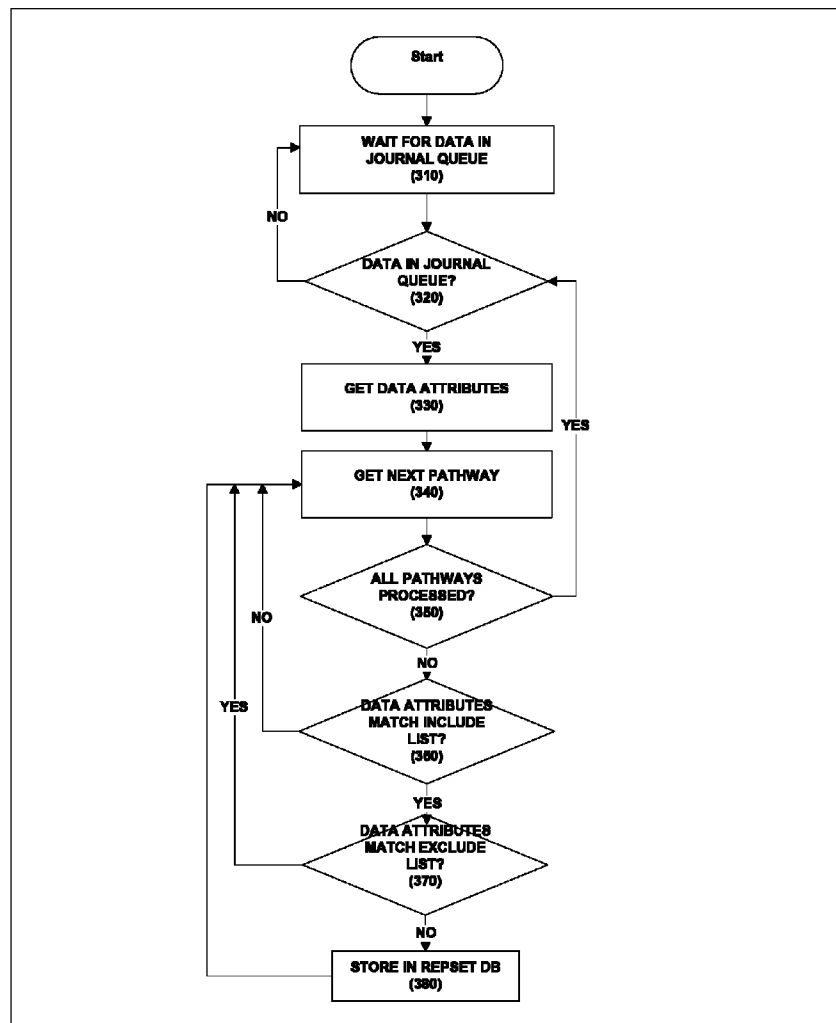 Start
WAIT FOR DATA IN
JOURNAL QUEUE
(310)
NO
DATA IN JOURNAL
QUEUE?
(320)
YES
GET DATA ATTRIBUTES
(330)
YES
GET NEXT PATHWAY
(340)
ALL PATHWAYS
PROCESSED?
(350)
NO
NO
YES
DATA ATTRIBUTES
MATCH INCLUDE
LIST?
(360)
YES
DATA ATTRIBUTES
MATCH EXCLUDE
LIST?
(370)
NO
STORE IN REPSET DB
(380)